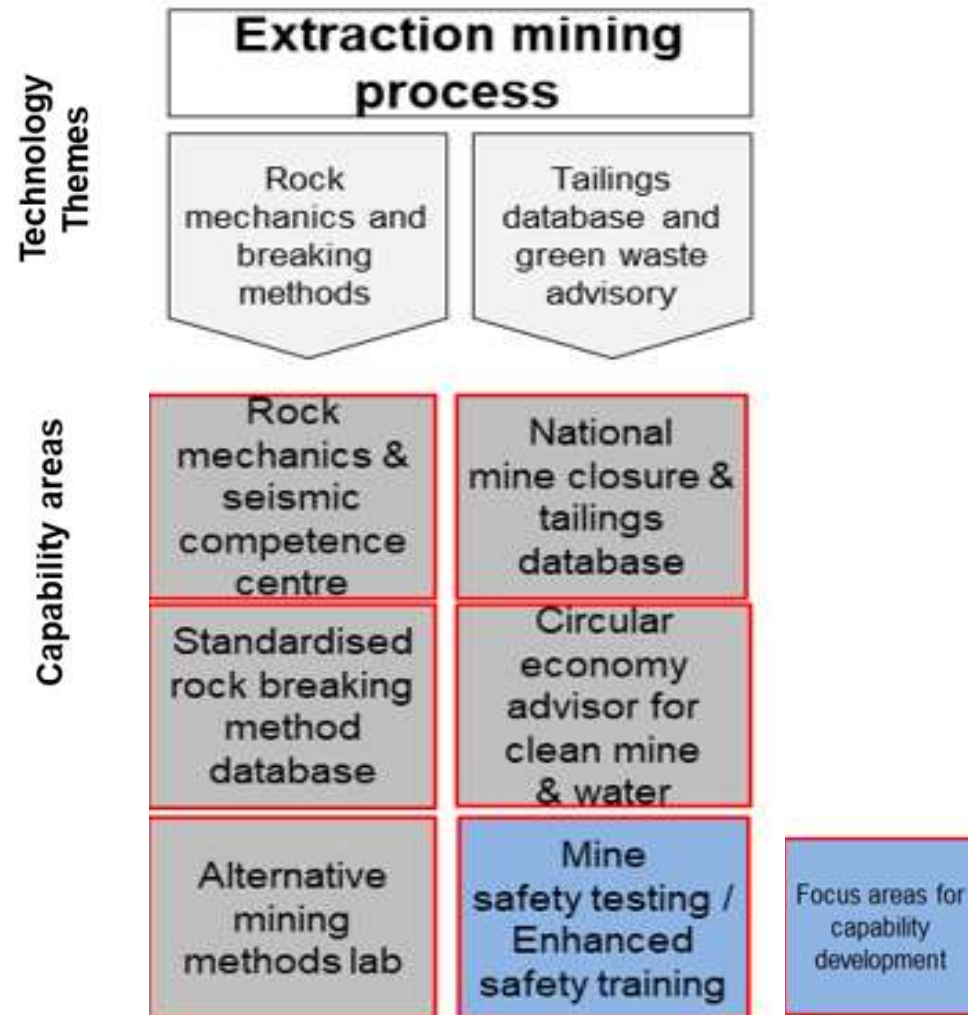 Extraction mining
process
Technology
Themes
Rock
mechanics and
breaking
methods
Tailings
database and
green waste
advisory
Capability areas
Rock
mechanics &
seismic
competence
centre
National
mine closure &
tailings
database
Standardised
rock breaking
method
database
Circular
economy
advisor for
clean mine
& water
Alternative
mining
methods lab
Mine
safety testing /
Enhanced
safety training
Focus areas for
capability
development